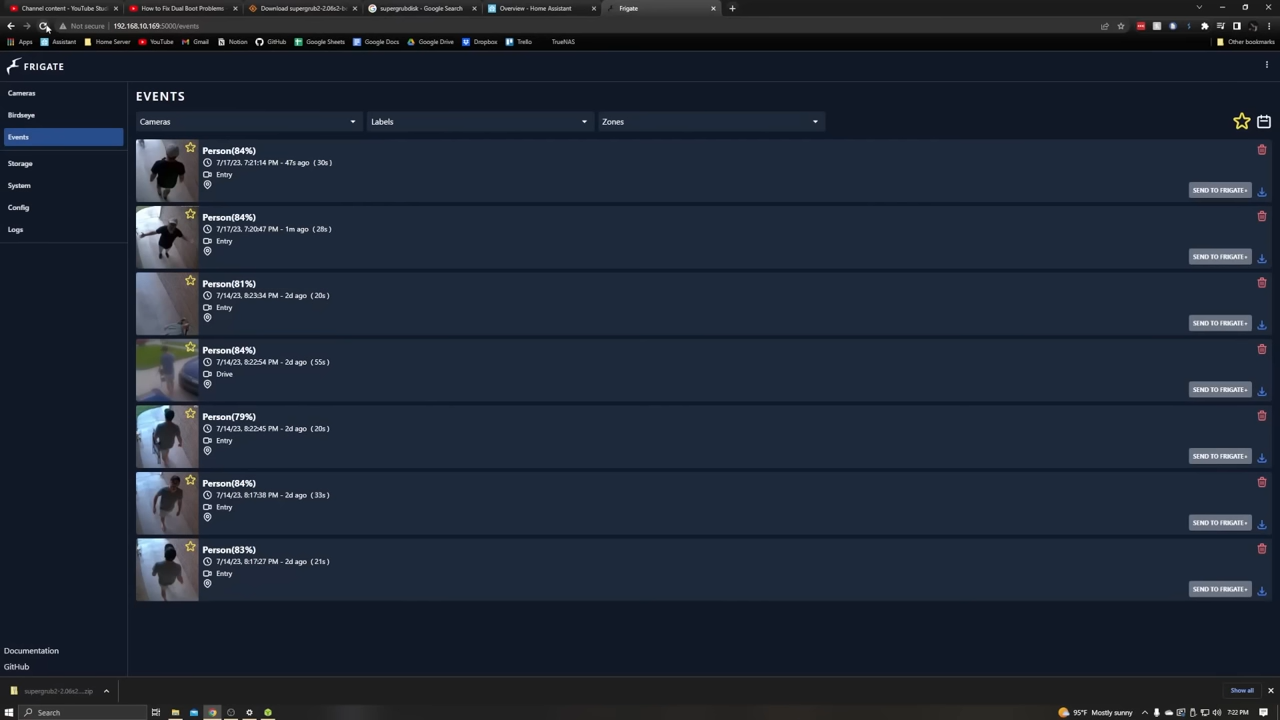 Channel content - YouTube Stud
How to Fix Dual Boot Problems
Download supergrub2-2.06s2-b
supergrubdisk - Google Search
Overview - Home Assistant
Frigate
Not secure
192.168.10.169:5000/events
Apps
Assistant
Home Server
YouTube
Gmail
Notion
GitHub
Google Sheets
Google Docs
Google Drive
Dropbox
Trello
TrueNAS
Other bookmarks
FRIGATE
Cameras
Birdseye
Events
Storage
System
Config
Logs
Documentation
GitHub
EVENTS
Cameras
Labels
Zones
Person(84%)
7/17/23, 7:21:14 PM - 47s ago ( 30s )
Entry
SEND TO FRIGATE+
Person(84%)
7/17/23, 7:20:47 PM - 1m ago ( 28s )
Entry
SEND TO FRIGATE+
Person(81%)
7/14/23, 8:23:34 PM - 2d ago ( 20s )
Entry
SEND TO FRIGATE+
Person(84%)
7/14/23, 8:22:54 PM - 2d ago ( 55s )
Drive
SEND TO FRIGATE+
Person(79%)
7/14/23, 8:22:45 PM - 2d ago ( 20s )
Entry
SEND TO FRIGATE+
Person(84%)
7/14/23, 8:17:38 PM - 2d ago ( 33s )
Entry
SEND TO FRIGATE+
Person(83%)
7/14/23, 8:17:27 PM - 2d ago ( 21s )
Entry
SEND TO FRIGATE+
supergrub2-2.06s2....zip
Show all
Search
95°F Mostly sunny
7:22 PM